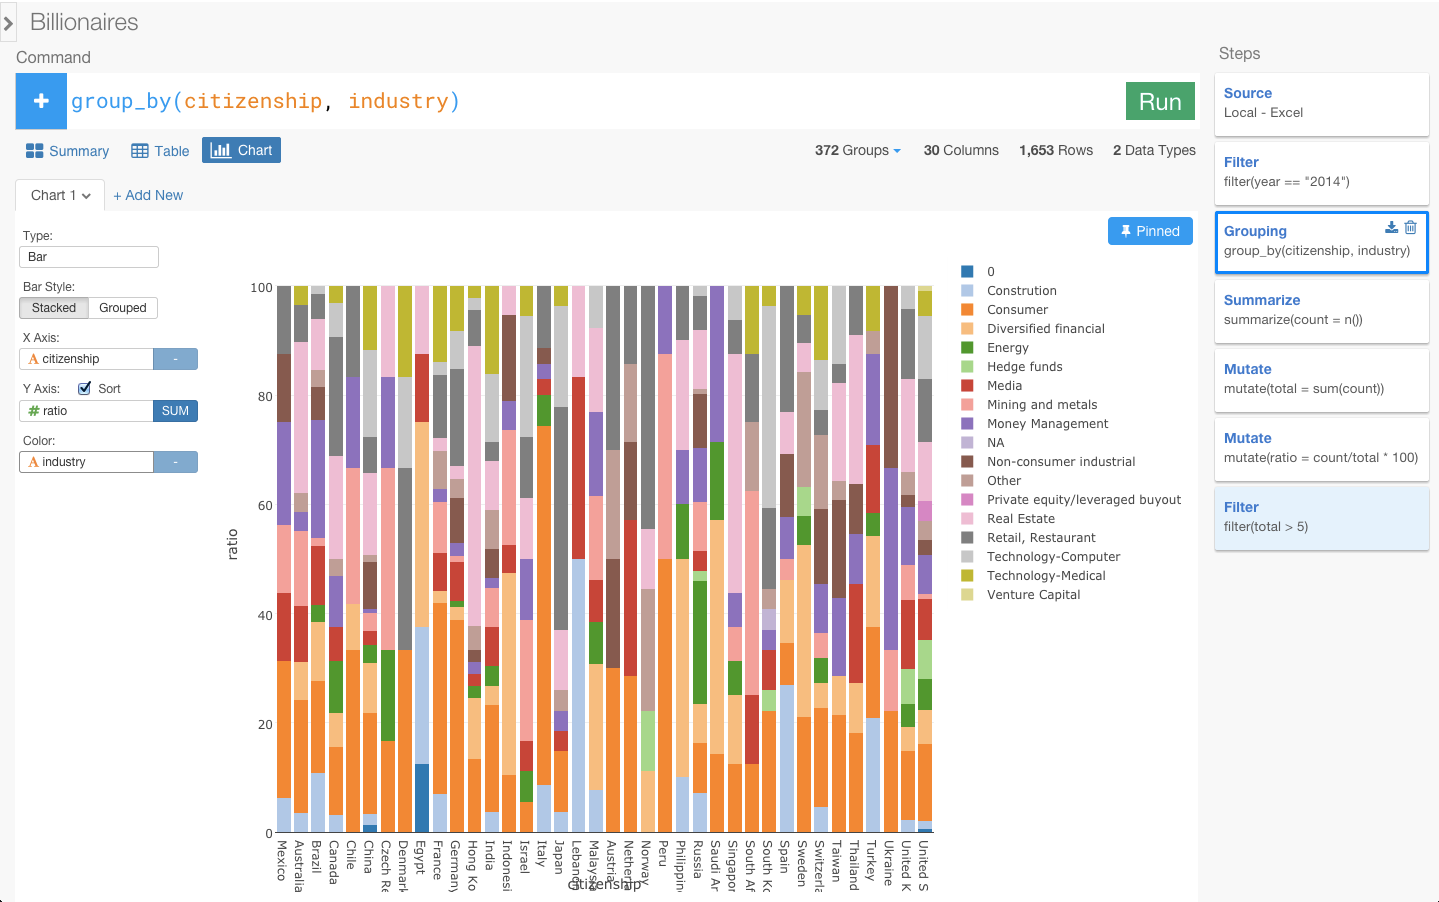 Billionaires
Command
Steps
+ group_by(citizenship, industry)
Run
Summary Table Chart
372 Groups 30 Columns 1,653 Rows 2 Data Types
Chart 1 + Add New
Pinned
Type:
Bar
Bar Style:
Stacked Grouped
X Axis:
A citizenship -
Y Axis: Sort
# ratio SUM
Color:
A industry -
100
80
60
40
20
0
ratio
Mexico
Australia
Brazil
Canada
Chile
China
Czech Re
Denmark
Egypt
France
Germany
Hong Ko
India
Indonesi
Israel
Italy
Japan
Leban
Malays
Austria
Nether
Norway
Peru
Philippin
Russia
Saudi Ar
Singapor
South Af
South Ko
Spain
Sweden
Switzerla
Taiwan
Thailand
Turkey
Ukraine
United K
United S
citizenship
0
Constrution
Consumer
Diversified financial
Energy
Hedge funds
Media
Mining and metals
Money Management
NA
Non-consumer industrial
Other
Private equity/leveraged buyout
Real Estate
Retail, Restaurant
Technology-Computer
Technology-Medical
Venture Capital
Source
Local - Excel
Filter
filter(year == "2014")
Grouping
group_by(citizenship, industry)
Summarize
summarize(count = n())
Mutate
mutate(total = sum(count))
Mutate
mutate(ratio = count/total * 100)
Filter
filter(total > 5)